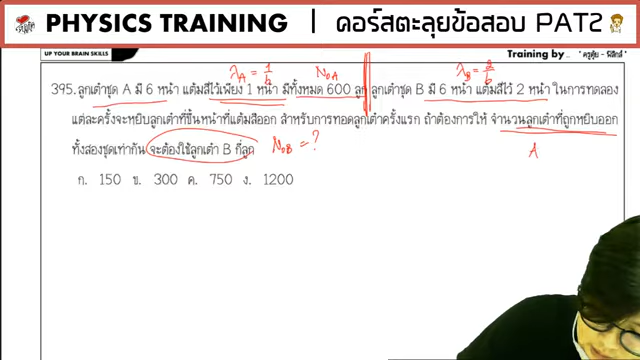 PHYSICS TRAINING คอร์สตะลุยข้อสอบ PAT2
UP YOUR BRAIN SKILLS
Training by.. "ครูตุ้ย - พิสิกส์"
λA = 1/6 N0A λB = 2/6
395. ลูกเต๋าชุด A มี 6 หน้า แต้มสีไว้เพียง 1 หน้า มีทั้งหมด 600 ลูก ลูกเต๋าชุด B มี 6 หน้า แต้มสีไว้ 2 หน้า ในการทดลอง
แต่ละครั้งจะหยิบลูกเต๋าที่ขึ้นหน้าที่แต้มสีออก สำหรับการทอดลูกเต๋าครั้งแรก ถ้าต้องการให้ จำนวนลูกเต๋าที่ถูกหยิบออก
ทั้งสองชุดเท่ากัน จะต้องใช้ลูกเต๋า B กี่ลูก N0B = ?
A
ก. 150 ข. 300 ค. 750 ง. 1200